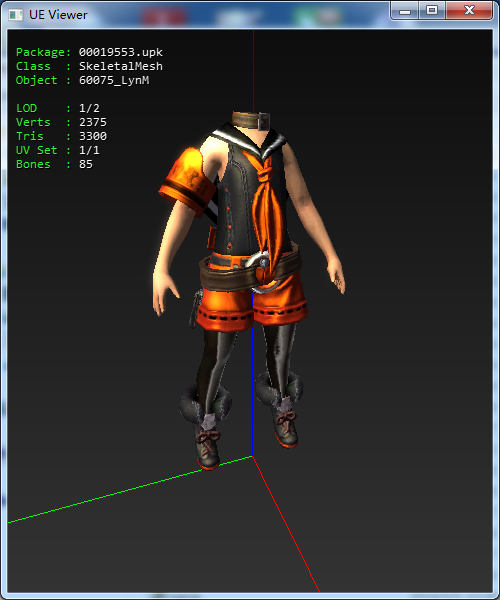 UE Viewer
Package: 00019553.upk
Class : SkeletalMesh
Object : 60075_LynM
LOD : 1/2
Verts : 2375
Tris : 3300
UV Set : 1/1
Bones : 85